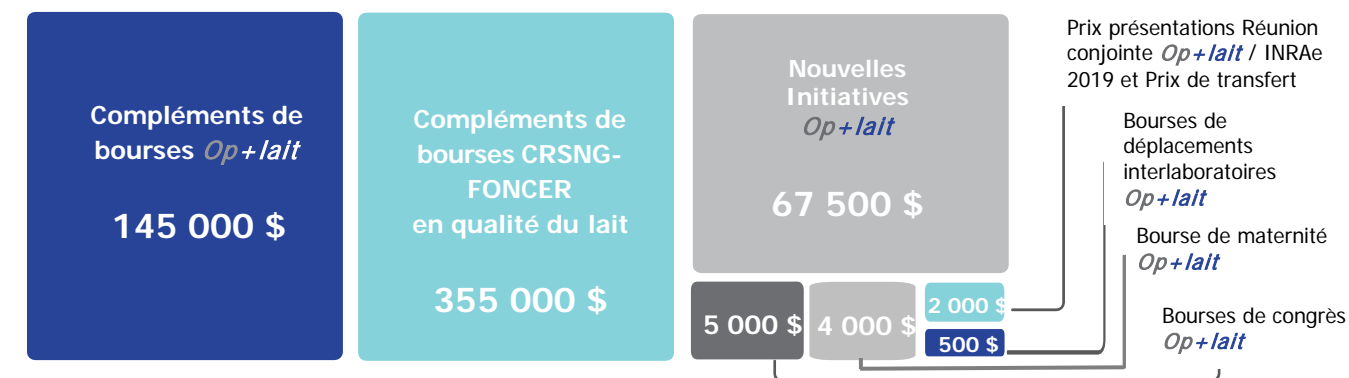 Compléments de
bourses Op+lait
145 000 $
Compléments de
bourses CRSNG-
FONCER
en qualité du lait
355 000 $
Nouvelles
Initiatives
Op+lait
67 500 $
5 000 $
4 000 $
2 000 $
500 $
Prix présentations Réunion
conjointe Op+lait / INRAe
2019 et Prix de transfert
Bourses de
déplacements
interlaboratoires
Op+lait
Bourse de maternité
Op+lait
Bourses de congrès
Op+lait